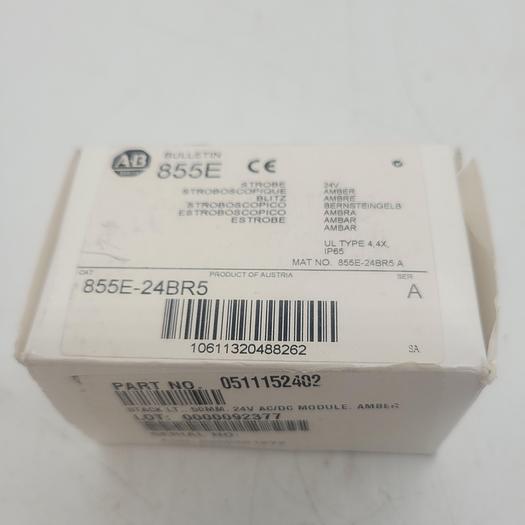 A-B
BULLETIN
855E CE
STROBE 24V
STROBOSCOPIQUE AMBER
BLITZ AMBRE
STROBOSCOPICO BERNSTEINGELB
ESTROBOSCOPICO AMBRA
ESTROBE AMBAR
AMBAR
UL TYPE 4,4X,
IP65
MAT NO. 855E-24BR5 A
CAT PRODUCT OF AUSTRIA SER.
855E-24BR5 A
10611320488262 SA
PART NO. 0511152402
STACK LT., 50MM, 24V AC/DC MODULE, AMBER
LOT: 0000092377
SERIAL NO: